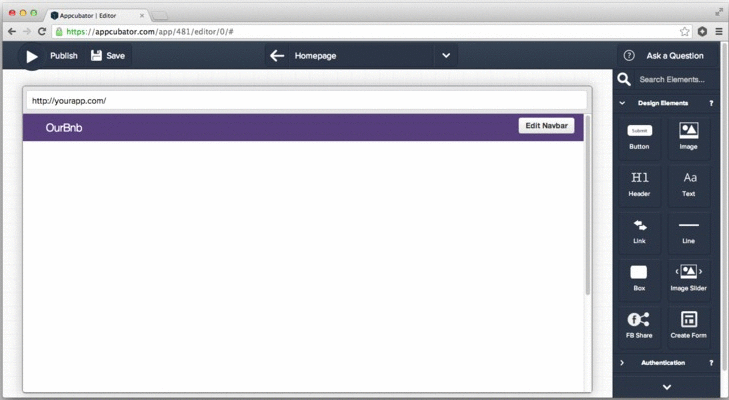 Appcubator | Editor
https://appcubator.com/app/481/editor/0/#
Publish
Save
Homepage
? Ask a Question
Search Elements...
http://yourapp.com/
OurBnb
Edit Navbar
Design Elements ?
Submit
Button
Image
H1
Header
Aa
Text
Link
Line
Box
Image Slider
f
FB Share
Create Form
Authentication ?